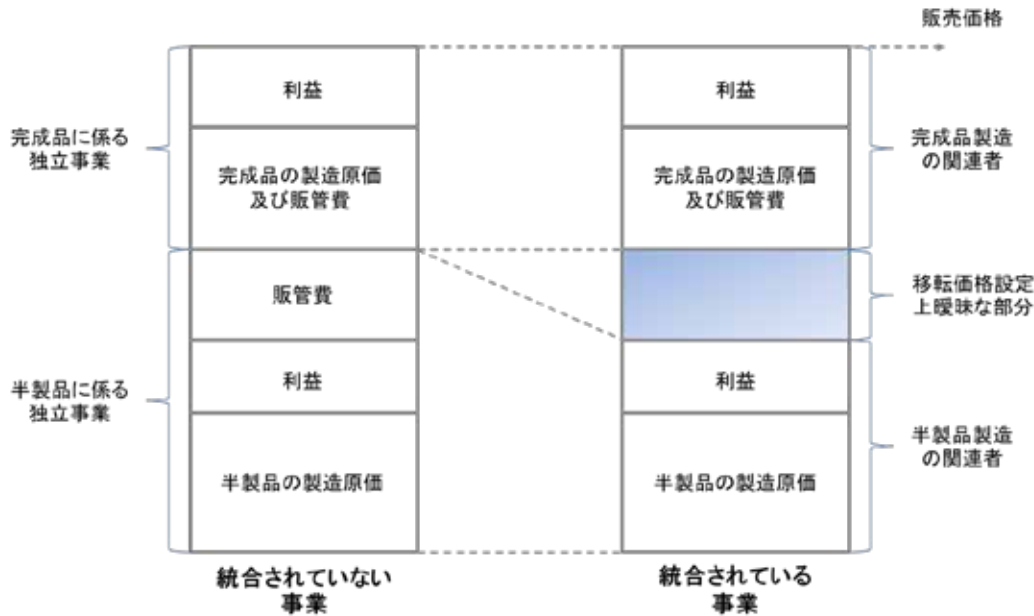 販売価格
完成品に係る
独立事業
半製品に係る
独立事業
利益
完成品の製造原価
及び販管費
販管費
利益
半製品の製造原価
統合されていない
事業
利益
完成品の製造原価
及び販管費
利益
半製品の製造原価
統合されている
事業
完成品製造
の関連者
移転価格設定
上曖昧な部分
半製品製造
の関連者